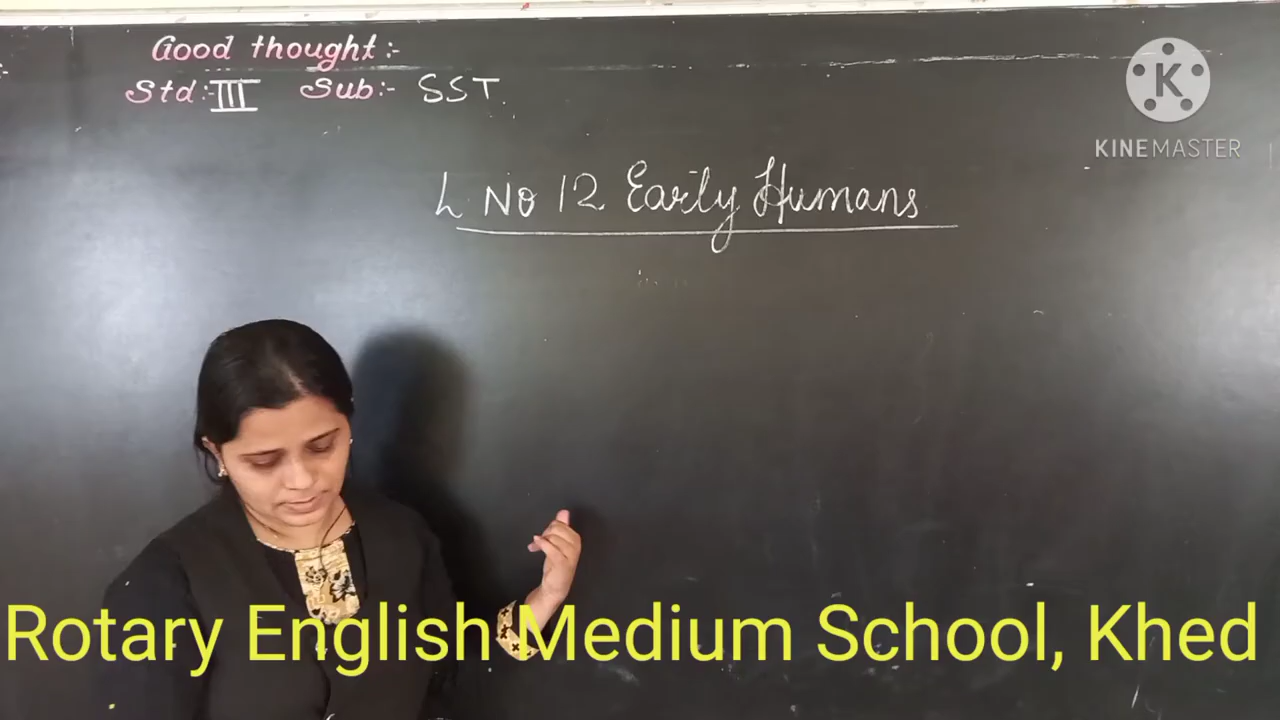 Good thought:-
Std:- III Sub:- SST.
K
KINEMASTER
L No 12 Early Humans
Rotary English Medium School, Khed